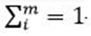 ∑ᵢᵐ = 1